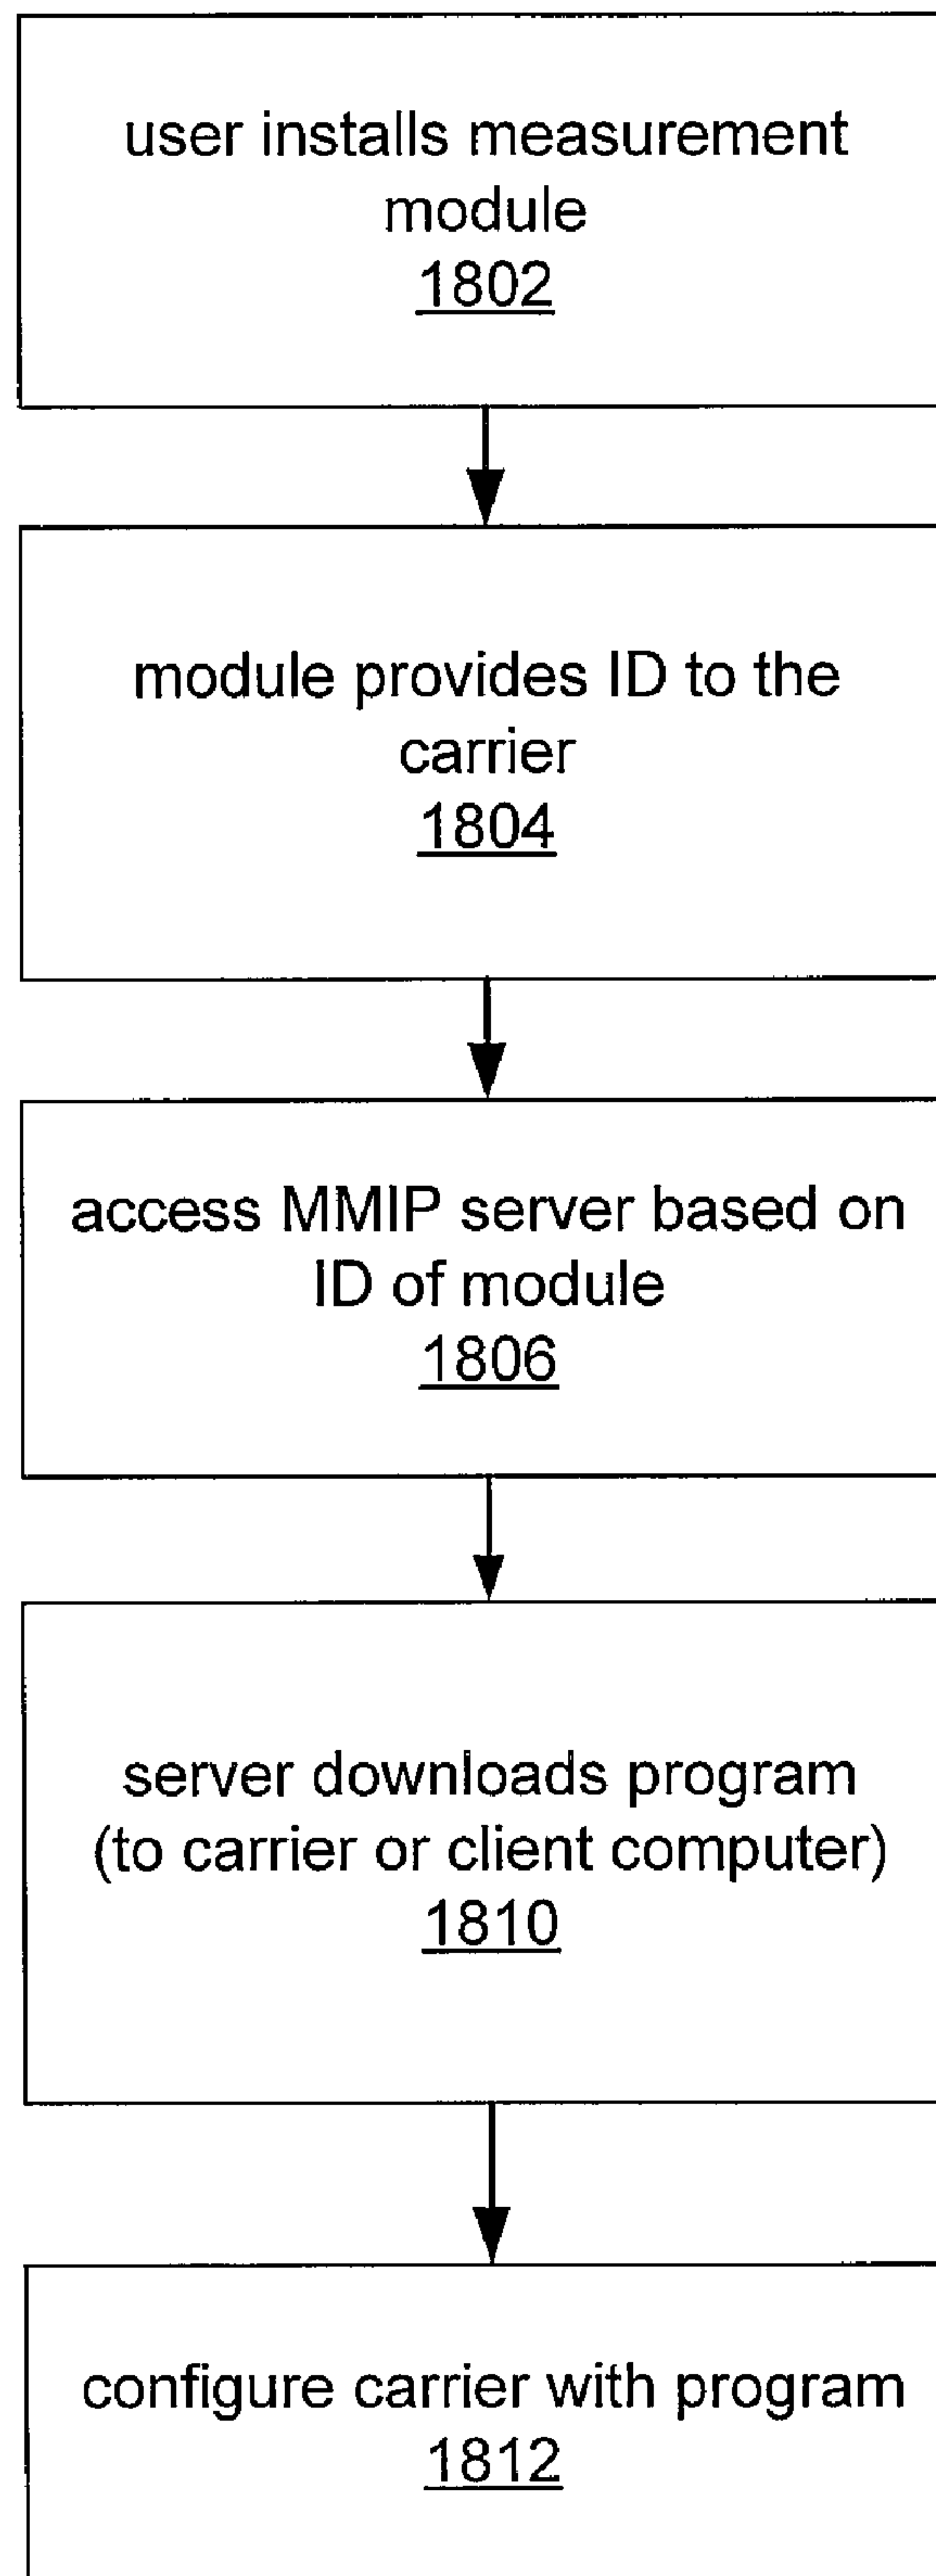 user installs measurement
module
1802
module provides ID to the
carrier
1804
access MMIP server based on
ID of module
1806
server downloads program
(to carrier or client computer)
1810
configure carrier with program
1812